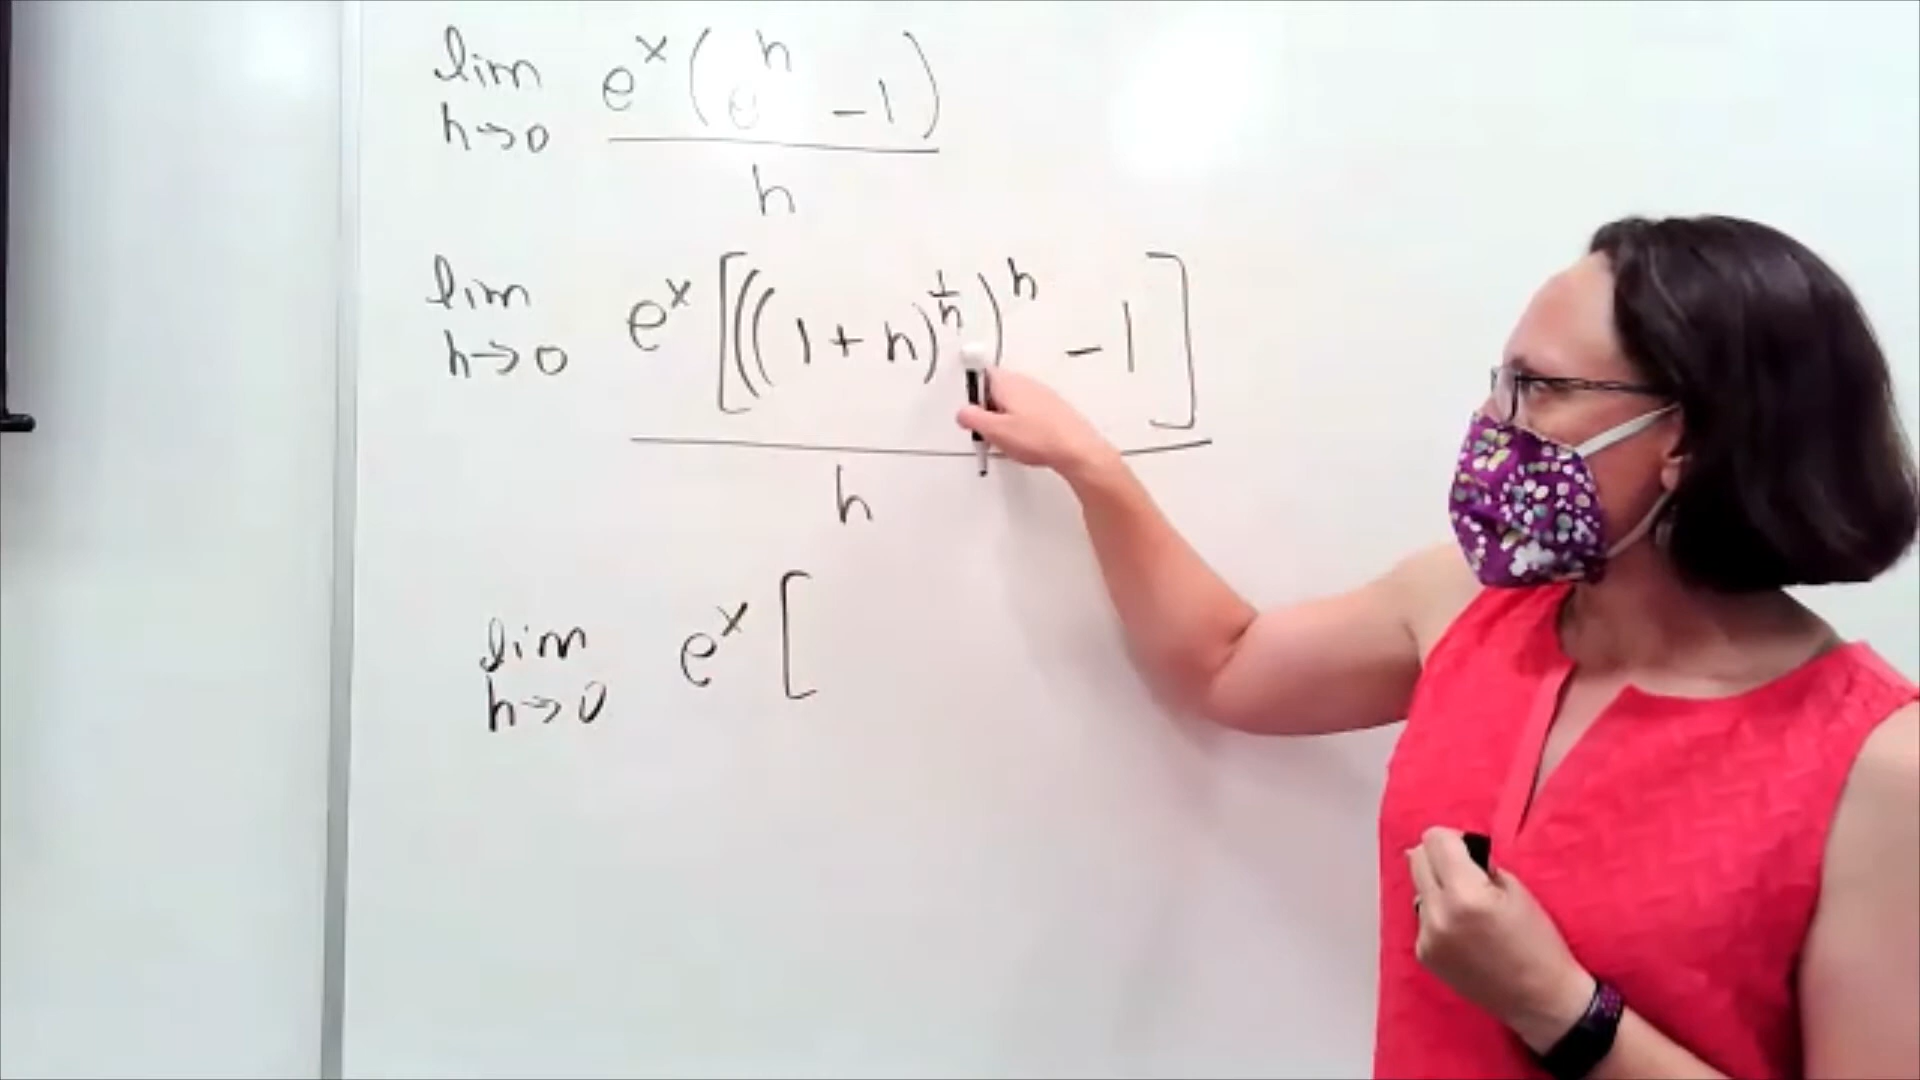 lim h→0 e^x (e^h - 1) / h
lim h→0 e^x [((1 + h)^(1/h))^h - 1] / h
lim h→0 e^x [